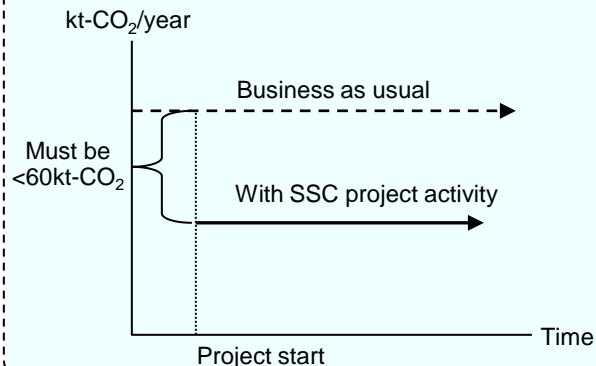 kt-CO₂/year
Business as usual
Must be
<60kt-CO₂
With SSC project activity
Time
Project start